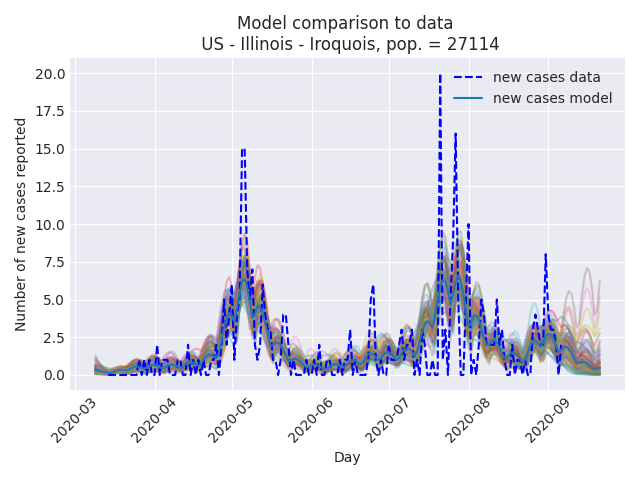 Model comparison to data
US - Illinois - Iroquois, pop. = 27114
new cases data
new cases model
Number of new cases reported
20.0
17.5
15.0
12.5
10.0
7.5
5.0
2.5
0.0
2020-03
2020-04
2020-05
2020-06
2020-07
2020-08
2020-09
Day